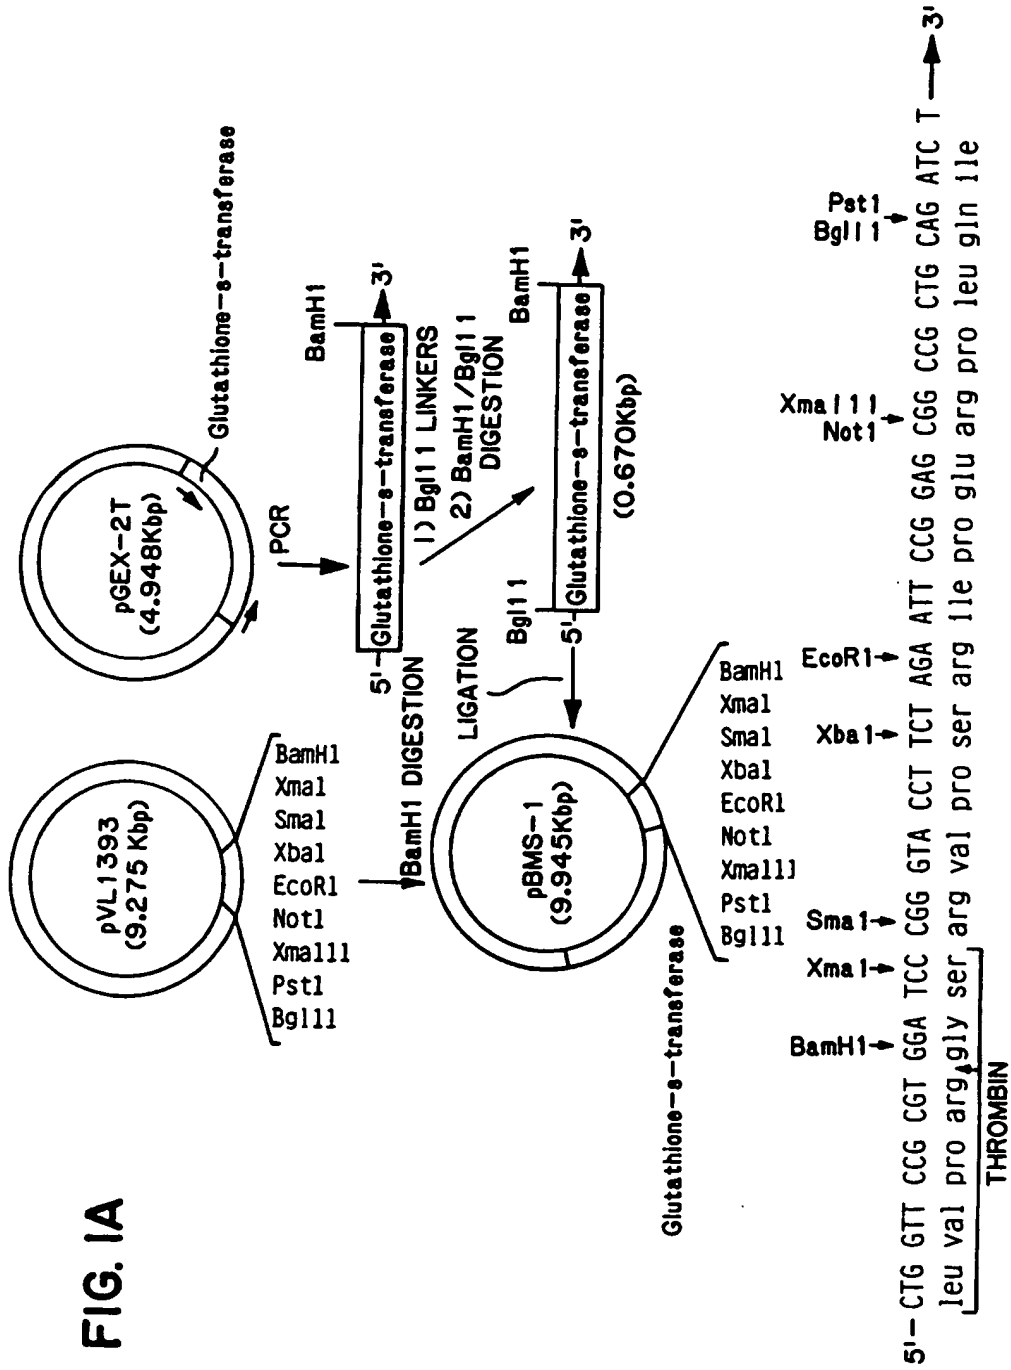 FIG. 1A
pVL1393
(9.275 Kbp)
BamH1
Xma1
Sma1
Xba1
EcoR1
Not1
Xma111
Pst1
Bgl11
BamH1 DIGESTION
pGEX-2T
(4.948Kbp)
Glutathione-s-transferase
PCR
BamH1
5'-Glutathione-s-transferase 3'
1) Bgl11 LINKERS
2) BamH1/Bgl11
DIGESTION
Bgl11
BamH1
5'-Glutathione-s-transferase 3'
(0.670Kbp)
LIGATION
pBMS-1
(9.945Kbp)
BamH1
Xma1
Sma1
Xba1
EcoR1
Not1
Xma111
Pst1
Bgl11
Glutathione-s-transferase
BamH1
Xma1
Sma1
Xba1
EcoR1
Xma111
Not1
Pst1
Bgl11
5'- CTG GTT CCG CGT GGA TCC CGG GTA CCT TCT AGA ATT CCG GAG CGG CCG CTG CAG ATC T 3'
leu val pro arg gly ser arg val pro ser arg ile pro glu arg pro leu gln ile
THROMBIN